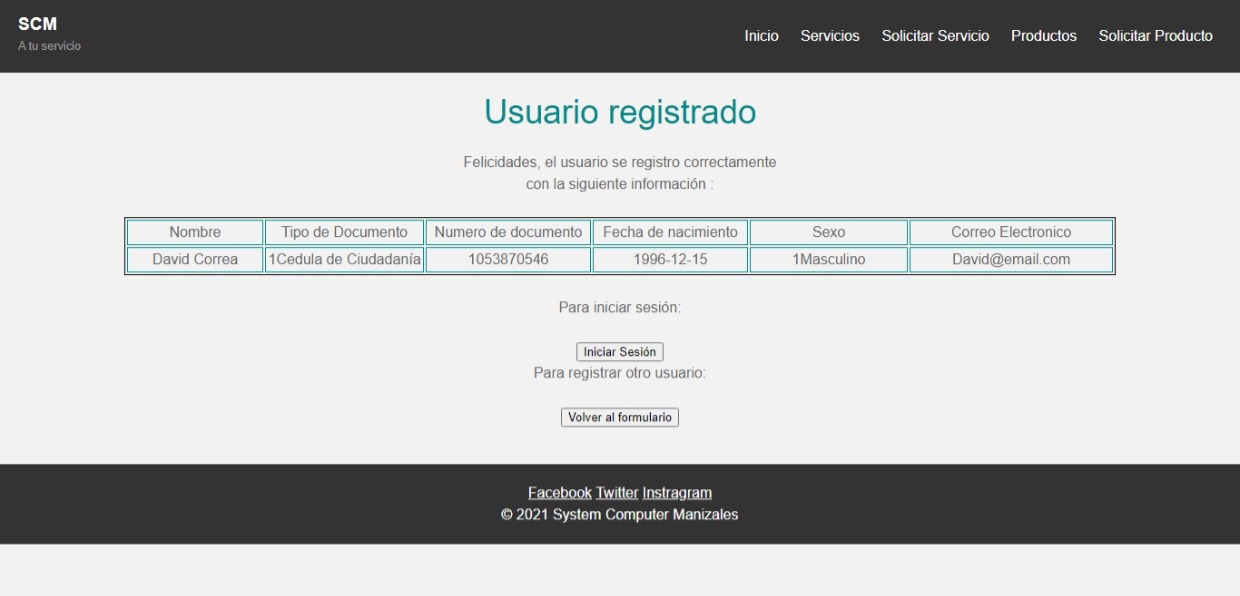 SCM
A tu servicio
Inicio Servicios Solicitar Servicio Productos Solicitar Producto
Usuario registrado
Felicidades, el usuario se registro correctamente
con la siguiente información :
Nombre Tipo de Documento Numero de documento Fecha de nacimiento Sexo Correo Electronico
David Correa 1Cedula de Ciudadanía 1053870546 1996-12-15 1Masculino David@email.com
Para iniciar sesión:
Iniciar Sesión
Para registrar otro usuario:
Volver al formulario
Facebook Twitter Instragram
© 2021 System Computer Manizales